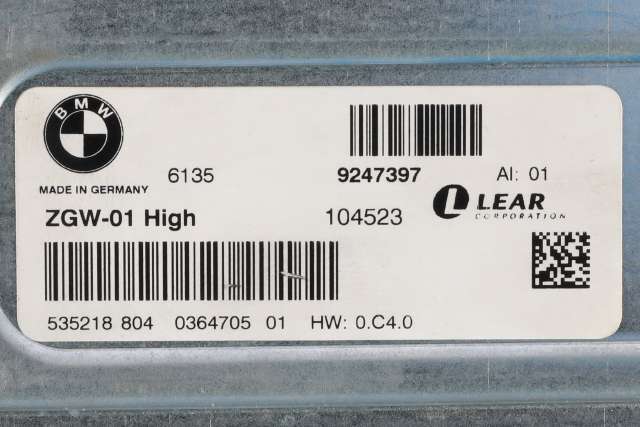 BMW
MADE IN GERMANY
6135 9247397 AI: 01
ZGW-01 High 104523 LEAR
CORPORATION
535218 804 0364705 01 HW: 0.C4.0